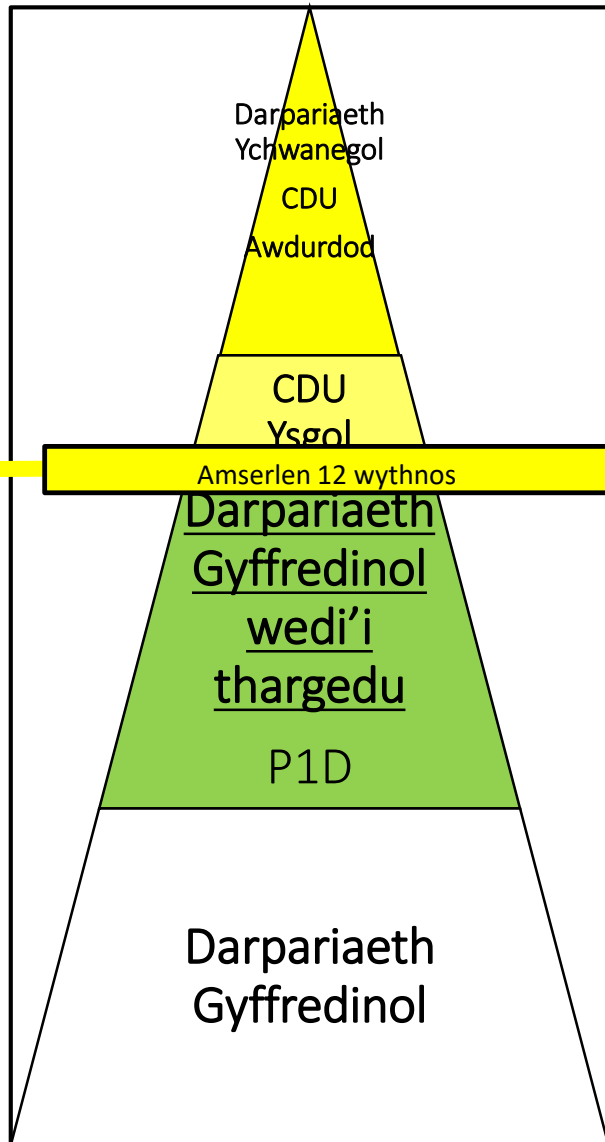 Darpariaeth
Ychwanegol
CDU
Awdurdod
CDU
Ysgol
Amserlen 12 wythnos
Darpariaeth
Gyffredinol
wedi’i
thargedu
P1D
Darpariaeth
Gyffredinol